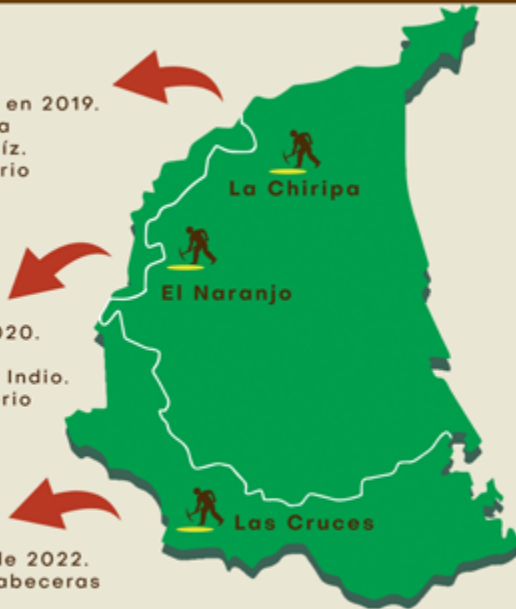 en 2019.
a
íz.
rio
La Chiripa
El Naranjo
020.
Indio.
rio
Las Cruces
de 2022.
abeceras